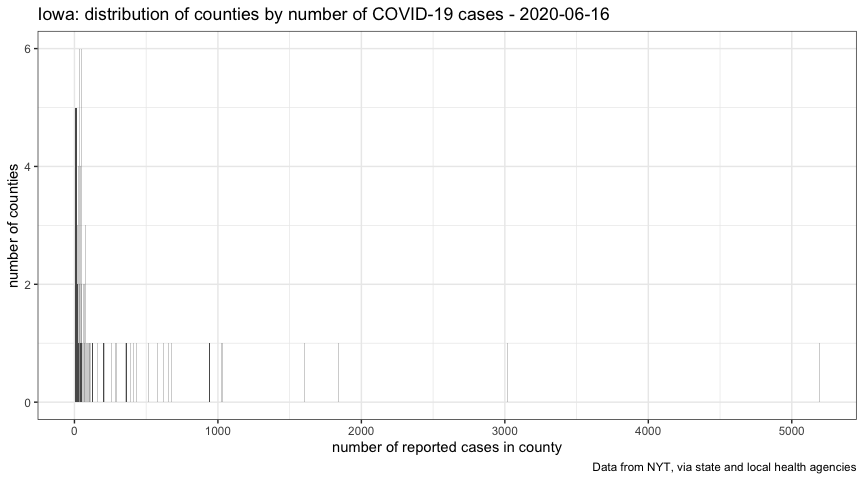 Iowa: distribution of counties by number of COVID-19 cases - 2020-06-16
6
4
2
0
number of counties
0 1000 2000 3000 4000 5000
number of reported cases in county
Data from NYT, via state and local health agencies